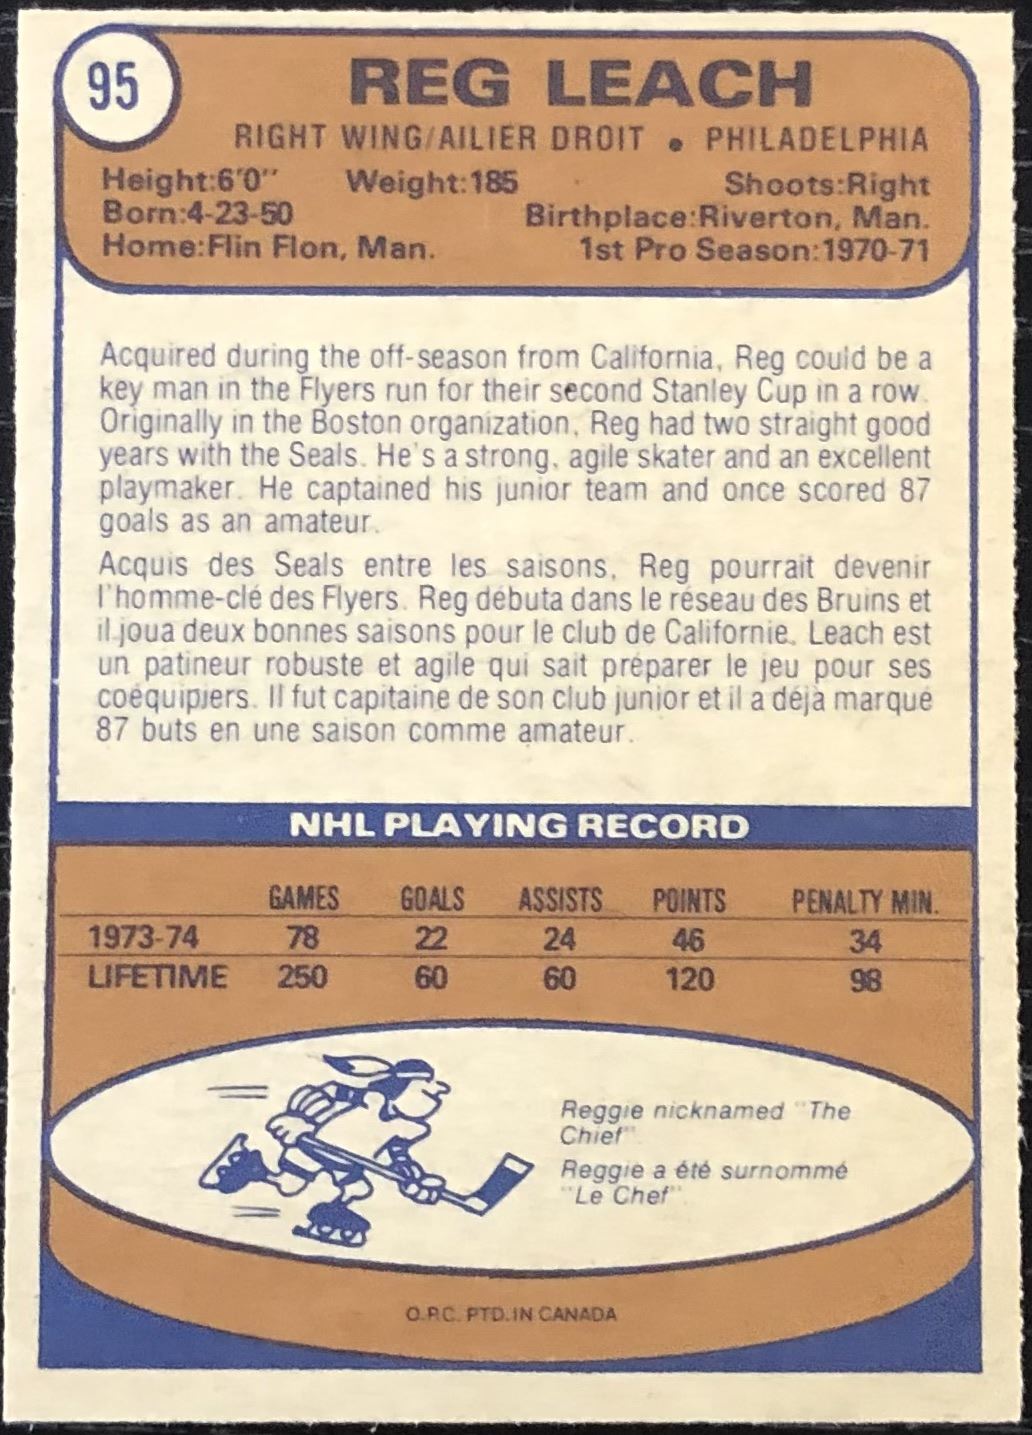 95
REG LEACH
RIGHT WING/AILIER DROIT • PHILADELPHIA
Height:6'0" Weight:185 Shoots:Right
Born:4-23-50 Birthplace:Riverton, Man.
Home:Flin Flon, Man. 1st Pro Season:1970-71
Acquired during the off-season from California, Reg could be a
key man in the Flyers run for their second Stanley Cup in a row.
Originally in the Boston organization, Reg had two straight good
years with the Seals. He's a strong, agile skater and an excellent
playmaker. He captained his junior team and once scored 87
goals as an amateur.
Acquis des Seals entre les saisons, Reg pourrait devenir
l'homme-clé des Flyers. Reg débuta dans le réseau des Bruins et
il joua deux bonnes saisons pour le club de Californie. Leach est
un patineur robuste et agile qui sait préparer le jeu pour ses
coéquipiers. Il fut capitaine de son club junior et il a déjà marqué
87 buts en une saison comme amateur.
NHL PLAYING RECORD
GAMES GOALS ASSISTS POINTS PENALTY MIN.
1973-74 78 22 24 46 34
LIFETIME 250 60 60 120 98
Reggie nicknamed "The
Chief".
Reggie a été surnommé
"Le Chef".
O.P.C. PTD. IN CANADA